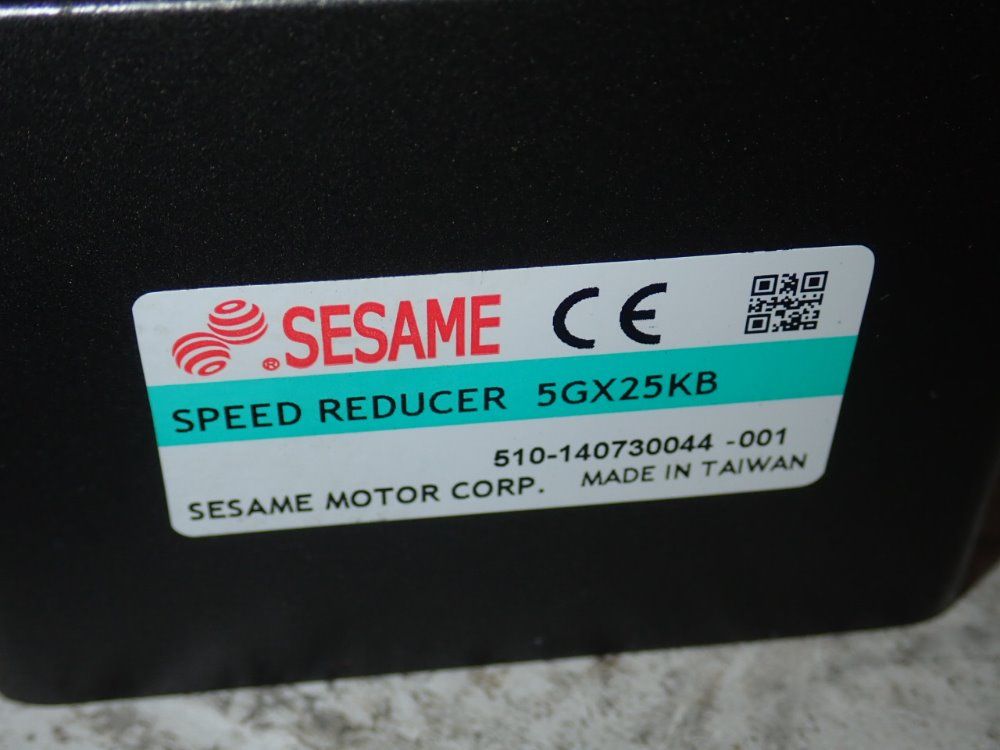 ® SESAME CE
SPEED REDUCER 5GX25KB
510-140730044 -001
SESAME MOTOR CORP. MADE IN TAIWAN